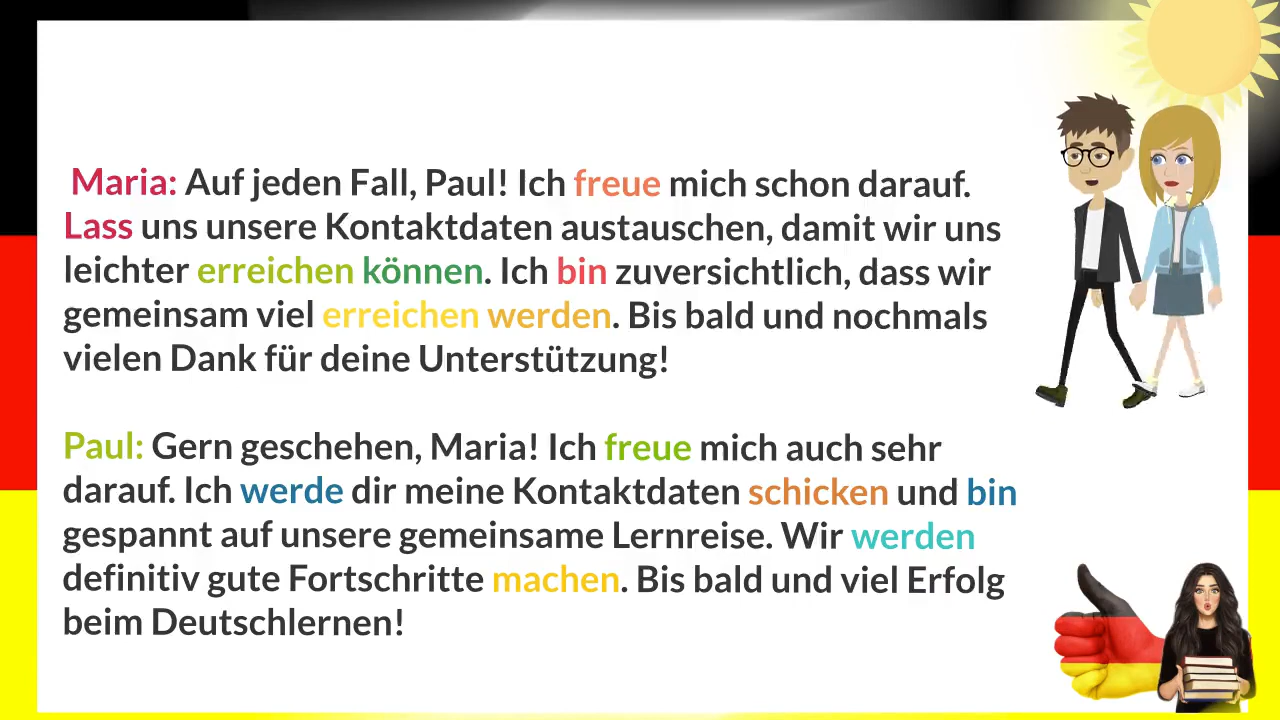 Maria: Auf jeden Fall, Paul! Ich freue mich schon darauf.
Lass uns unsere Kontaktdaten austauschen, damit wir uns
leichter erreichen können. Ich bin zuversichtlich, dass wir
gemeinsam viel erreichen werden. Bis bald und nochmals
vielen Dank für deine Unterstützung!
Paul: Gern geschehen, Maria! Ich freue mich auch sehr
darauf. Ich werde dir meine Kontaktdaten schicken und bin
gespannt auf unsere gemeinsame Lernreise. Wir werden
definitiv gute Fortschritte machen. Bis bald und viel Erfolg
beim Deutschlernen!